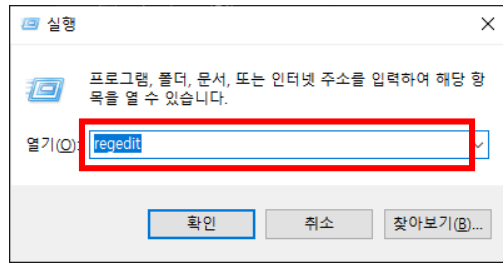 실행
프로그램, 폴더, 문서, 또는 인터넷 주소를 입력하여 해당 항
목을 열 수 있습니다.
열기(O): regedit
확인 취소 찾아보기(B)...